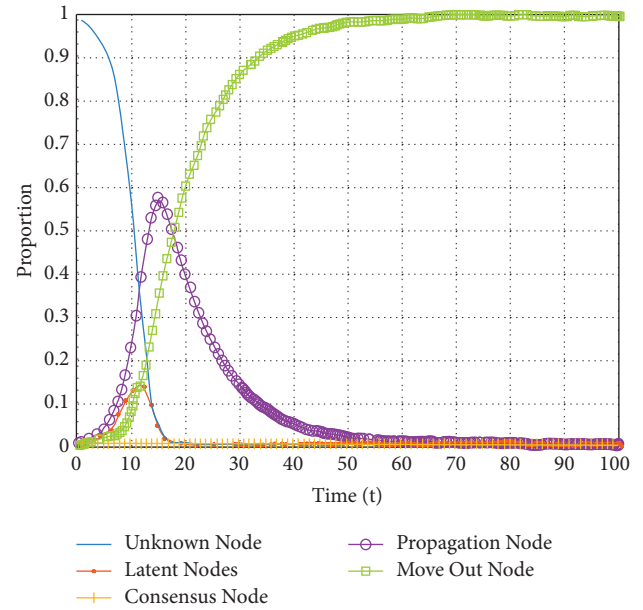 1
0.9
0.8
0.7
0.6
0.5
0.4
0.3
0.2
0.1
0
Proportion
0 10 20 30 40 50 60 70 80 90 100
Time (t)
Unknown Node
Latent Nodes
Consensus Node
Propagation Node
Move Out Node